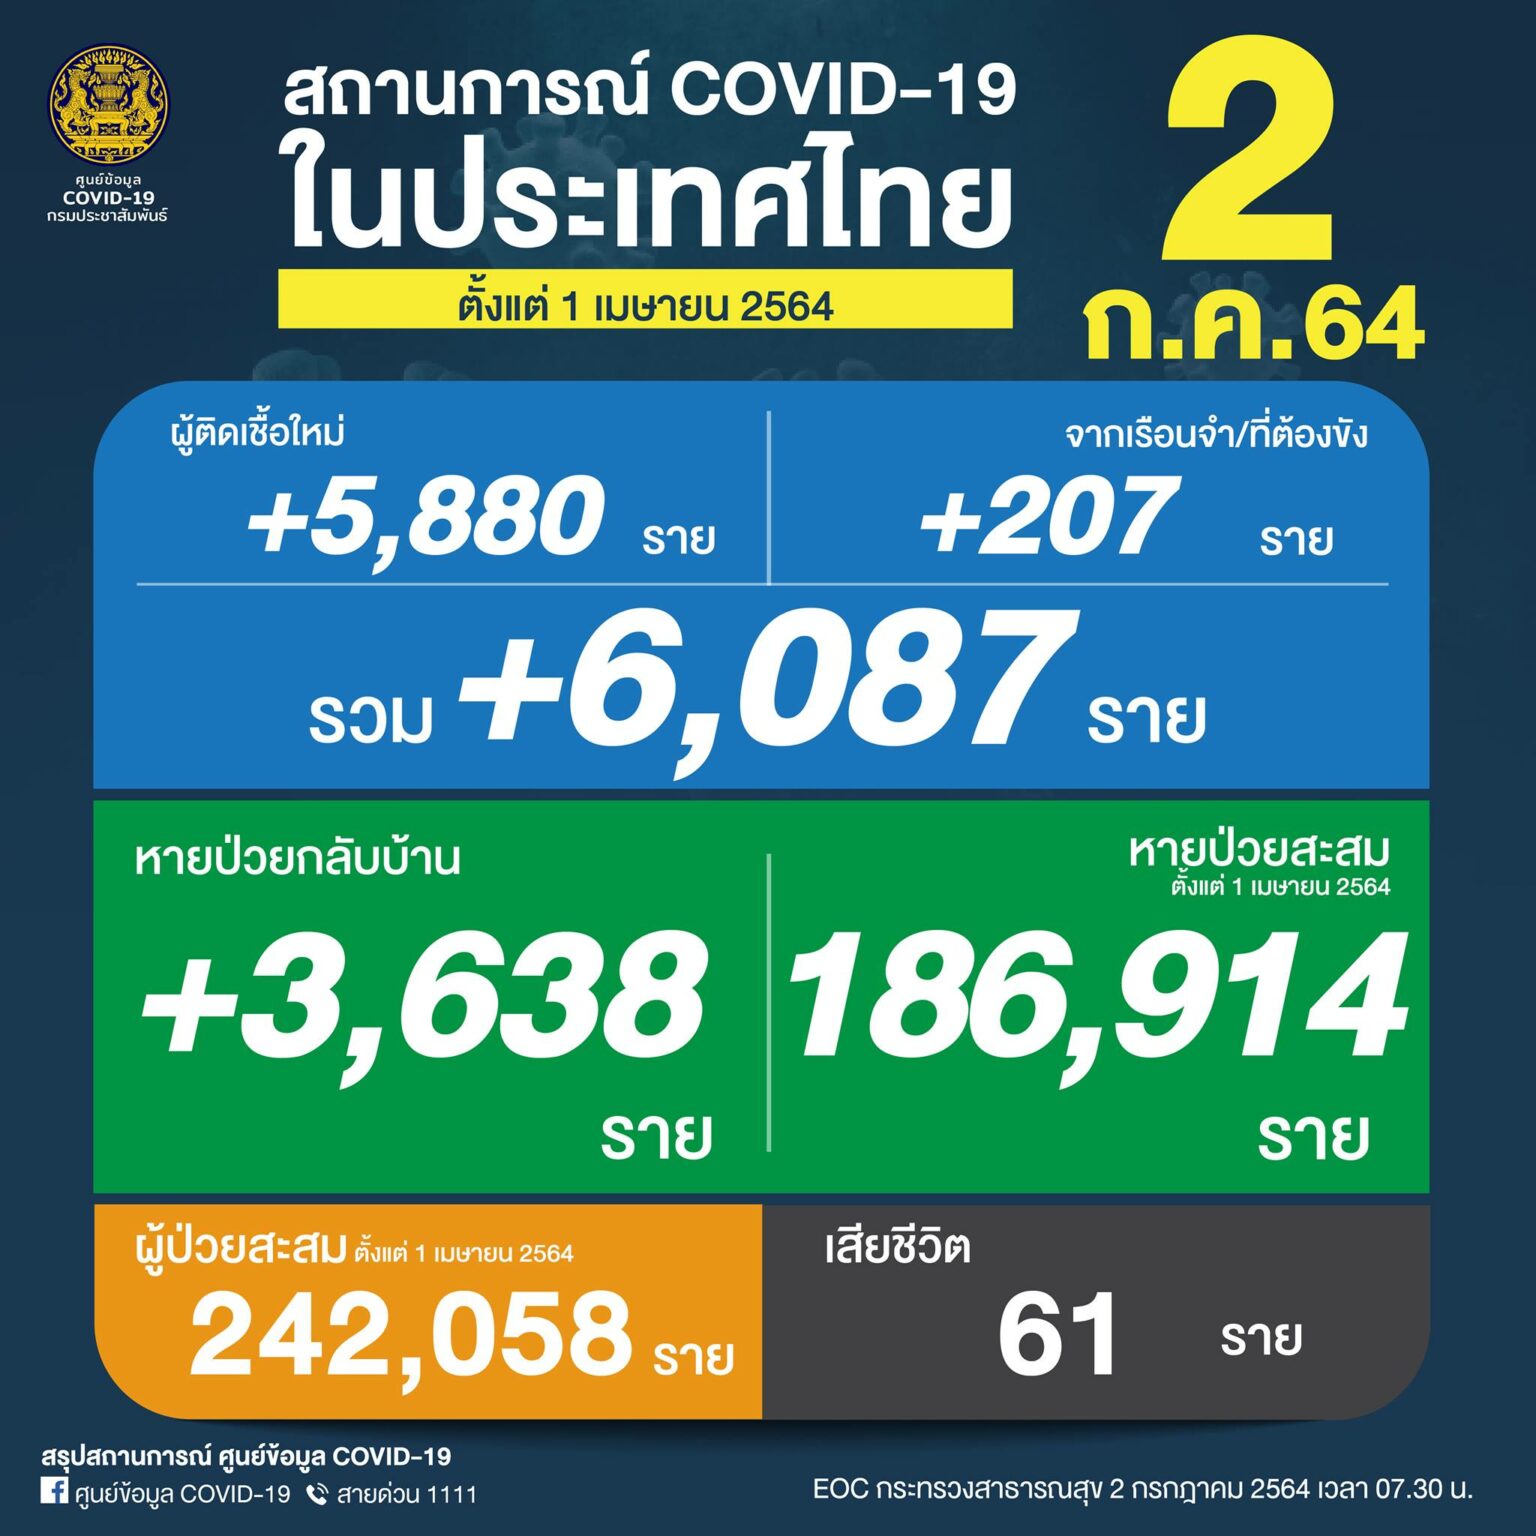 ศูนย์ข้อมูล
COVID-19
กรมประชาสัมพันธ์
สถานการณ์ COVID-19
ในประเทศไทย
ตั้งแต่ 1 เมษายน 2564
2
ก.ค.64
ผู้ติดเชื้อใหม่
+5,880 ราย
จากเรือนจำ/ที่ต้องขัง
+207 ราย
รวม +6,087 ราย
หายป่วยกลับบ้าน
+3,638
ราย
หายป่วยสะสม
ตั้งแต่ 1 เมษายน 2564
186,914
ราย
ผู้ป่วยสะสม ตั้งแต่ 1 เมษายน 2564
242,058 ราย
เสียชีวิต
61 ราย
สรุปสถานการณ์ ศูนย์ข้อมูล COVID-19
ศูนย์ข้อมูล COVID-19 สายด่วน 1111
EOC กระทรวงสาธารณสุข 2 กรกฎาคม 2564 เวลา 07.30 น.